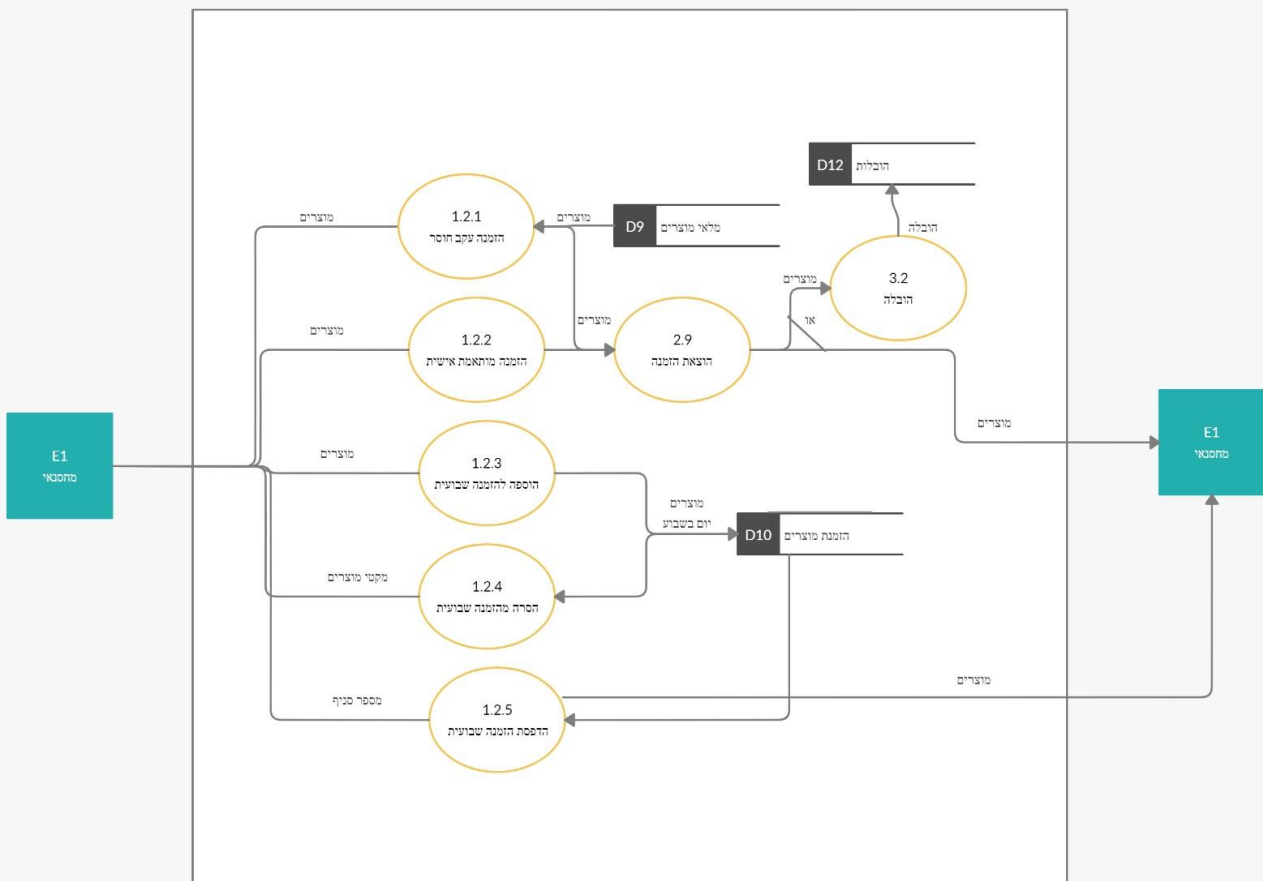 D12
הובלות
1.2.1
הזמנה עקב חוסר
מוצרים
מוצרים
D9
מלאי מוצרים
הובלה
3.2
הובלה
מוצרים
או
מוצרים
1.2.2
הזמנה מותאמת אישית
מוצרים
2.9
הוצאת הזמנה
E1
מחסנאי
מוצרים
E1
מחסנאי
מוצרים
1.2.3
הוספה להזמנה שבועית
מוצרים
יום בשבוע
D10
הזמנת מוצרים
מקטי מוצרים
1.2.4
הסרה מהזמנה שבועית
מספר סניף
1.2.5
הדפסת הזמנה שבועית
מוצרים